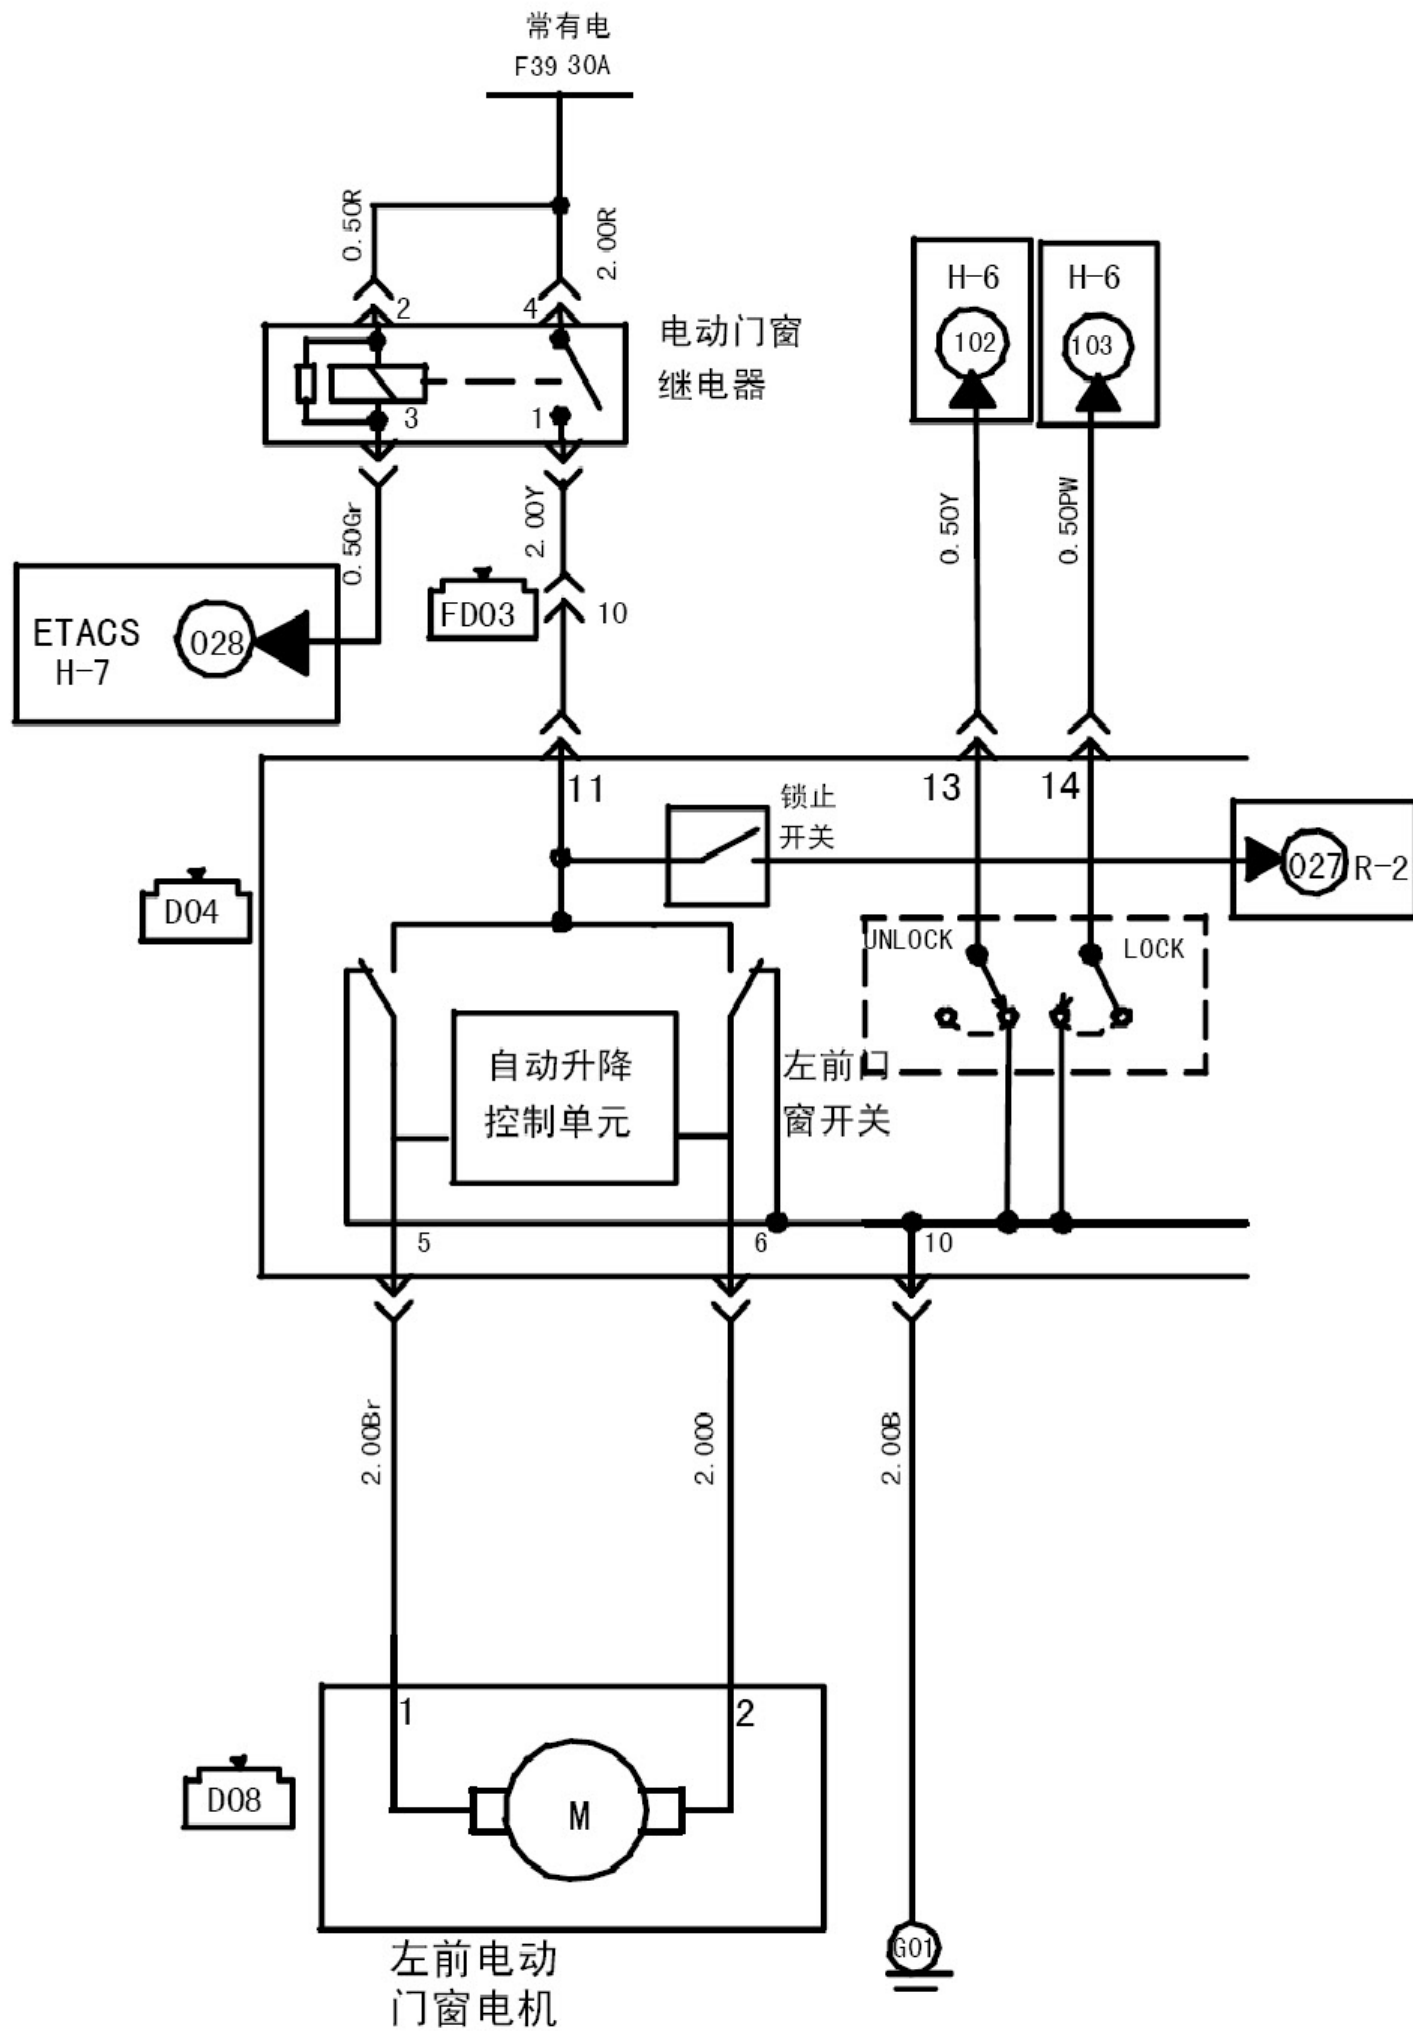 常有电
F39 30A
0.50R
2.00R
2
4
电动门窗
继电器
3
1
H-6
102
H-6
103
0.50Gr
2.00Y
0.50Y
0.50PW
ETACS
H-7
028
FD03
10
11
13
14
锁止
开关
027
R-2
D04
UNLOCK
LOCK
自动升降
控制单元
左前门
窗开关
5
6
10
2.00Br
2.00O
2.00B
1
2
D08
M
G01
左前电动
门窗电机